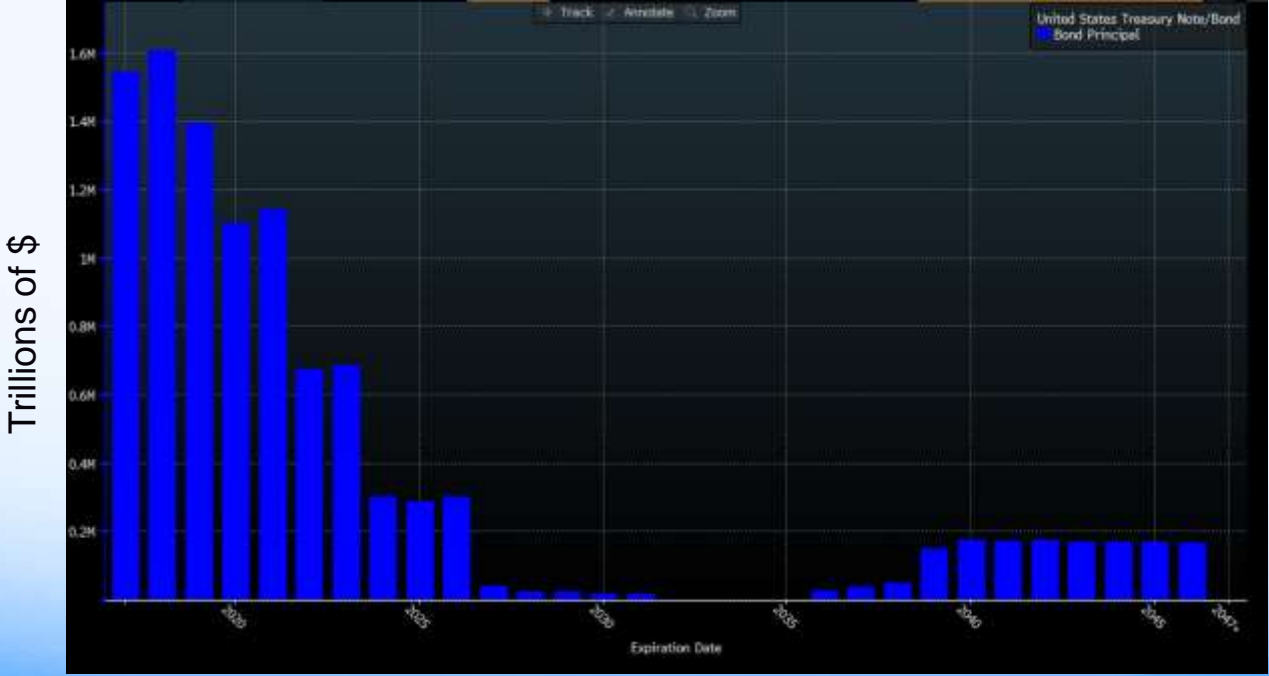 Track Annotate Zoom
United States Treasury Note/Bond
Bond Principal
Trillions of $
1.6M
1.4M
1.2M
1M
0.8M
0.6M
0.4M
0.2M
2020 2025 2030 2035 2040 2045 2047+
Expiration Date